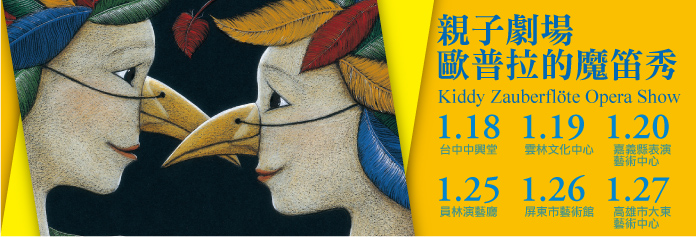 親子劇場
歐普拉的魔笛秀
Kiddy Zauberflöte Opera Show
1.18 1.19 1.20
台中中興堂 雲林文化中心 嘉義縣表演
藝術中心
1.25 1.26 1.27
員林演藝廳 屏東市藝術館 高雄市大東
藝術中心